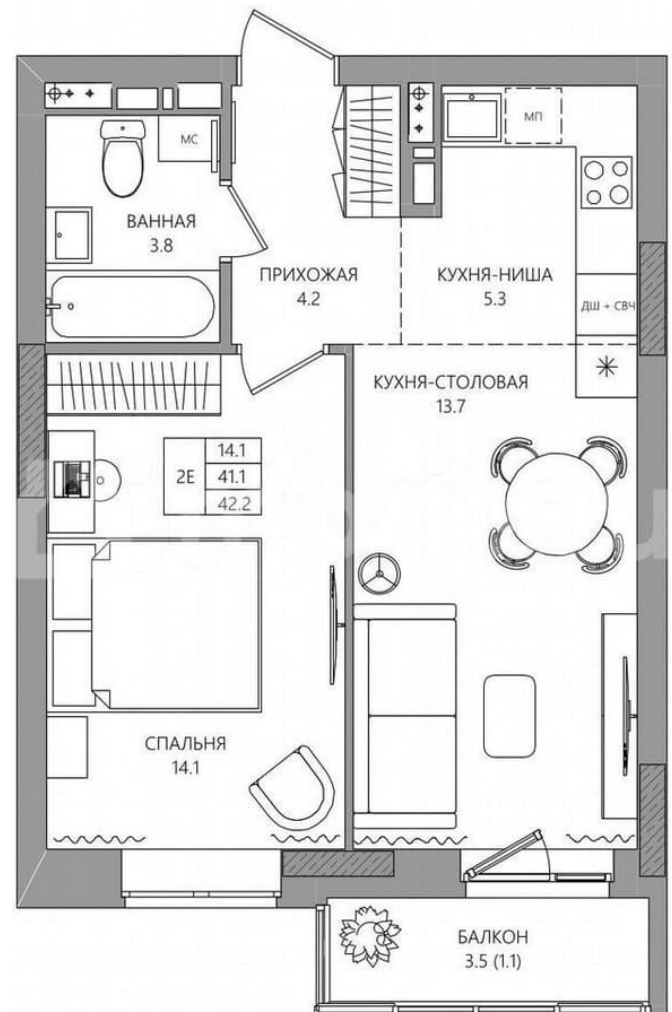 МС
МП
ВАННАЯ
3.8
ПРИХОЖАЯ
4.2
КУХНЯ-НИША
5.3
ДШ + СВЧ
КУХНЯ-СТОЛОВАЯ
13.7
2Е
14.1
41.1
42.2
СПАЛЬНЯ
14.1
БАЛКОН
3.5 (1.1)